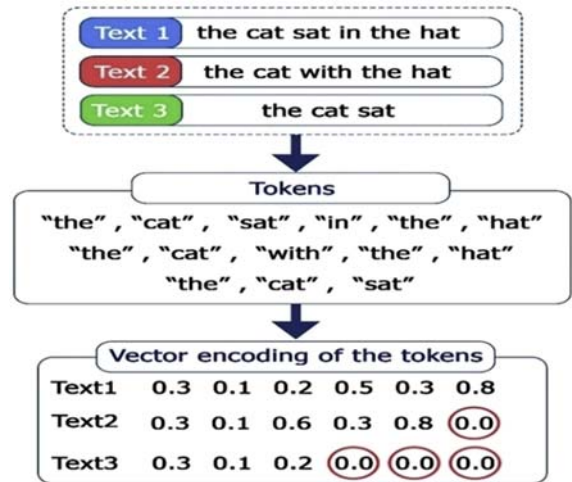 Text 1 the cat sat in the hat
Text 2 the cat with the hat
Text 3 the cat sat
Tokens
“the” , “cat” , “sat”, “in”, “the”, “hat”
“the” , “cat” , “with” , “the” , “hat”
“the” , “cat” , “sat”
Vector encoding of the tokens
Text1 0.3 0.1 0.2 0.5 0.3 0.8
Text2 0.3 0.1 0.6 0.3 0.8 0.0
Text3 0.3 0.1 0.2 0.0 0.0 0.0